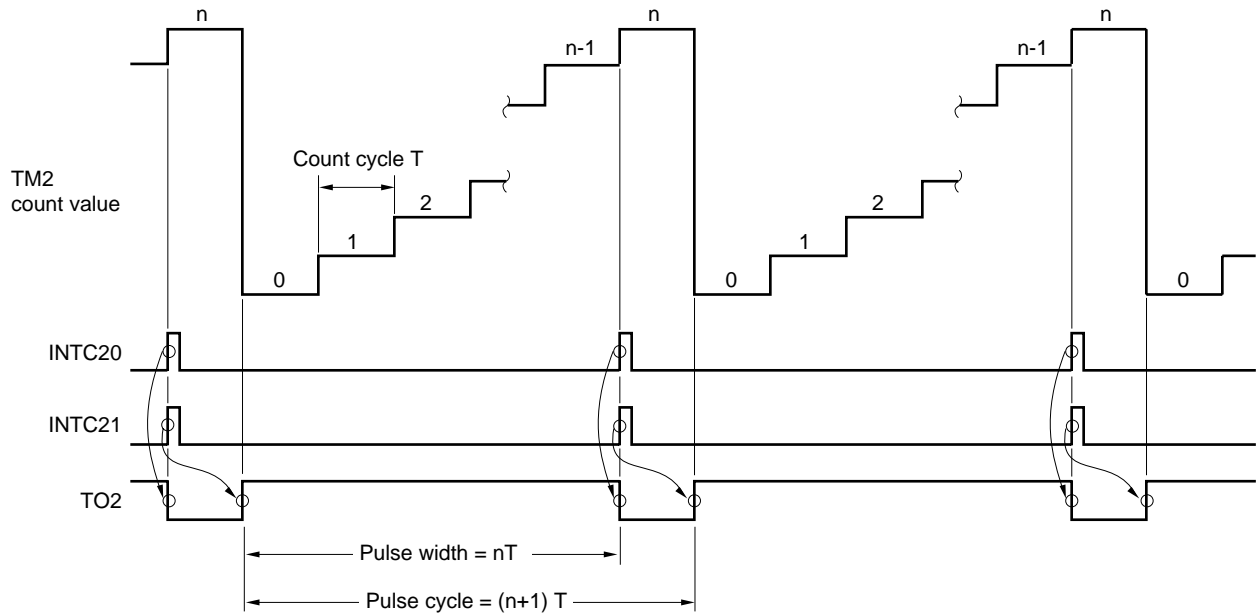 n
n
n
n-1
n-1
Count cycle T
TM2
count value
2
2
1
1
0
0
0
INTC20
INTC21
TO2
Pulse width = nT
Pulse cycle = (n+1) T